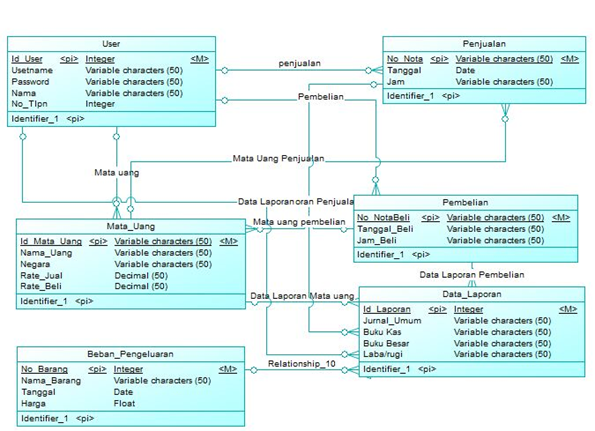 User
Id_User <pi> Integer <M>
Usetname Variable characters (50)
Password Variable characters (50)
Nama Variable characters (50)
No_Tlpn Integer
Identifier_1 <pi>
penjualan
Pembelian
Penjualan
No_Nota <pi> Variable characters (50) <M>
Tanggal Date
Jam Variable characters (50)
Identifier_1 <pi>
Mata Uang Penjualan
Mata uang
Data Laporanoran Penjuala
Mata uang pembelian
Pembelian
No_NotaBeli <pi> Variable characters (50) <M>
Tanggal_Beli Variable characters (50)
Jam_Beli Variable characters (50)
Identifier_1 <pi>
Mata_Uang
Id_Mata_Uang <pi> Variable characters (50) <M>
Nama_Uang Variable characters (50)
Negara Variable characters (50)
Rate_Jual Decimal (50)
Rate_Beli Decimal (50)
Identifier_1 <pi>
Data Laporan Pembelian
Data Laporan Mata uang
Data_Laporan
Id_Laporan <pi> Integer <M>
Jurnal_Umum Variable characters (50)
Buku Kas Variable characters (50)
Buku Besar Variable characters (50)
Laba/rugi Variable characters (50)
Identifier_1 <pi>
Relationship_10
Beban_Pengeluaran
No_Barang <pi> Integer <M>
Nama_Barang Variable characters (50)
Tanggal Date
Harga Float
Identifier_1 <pi>